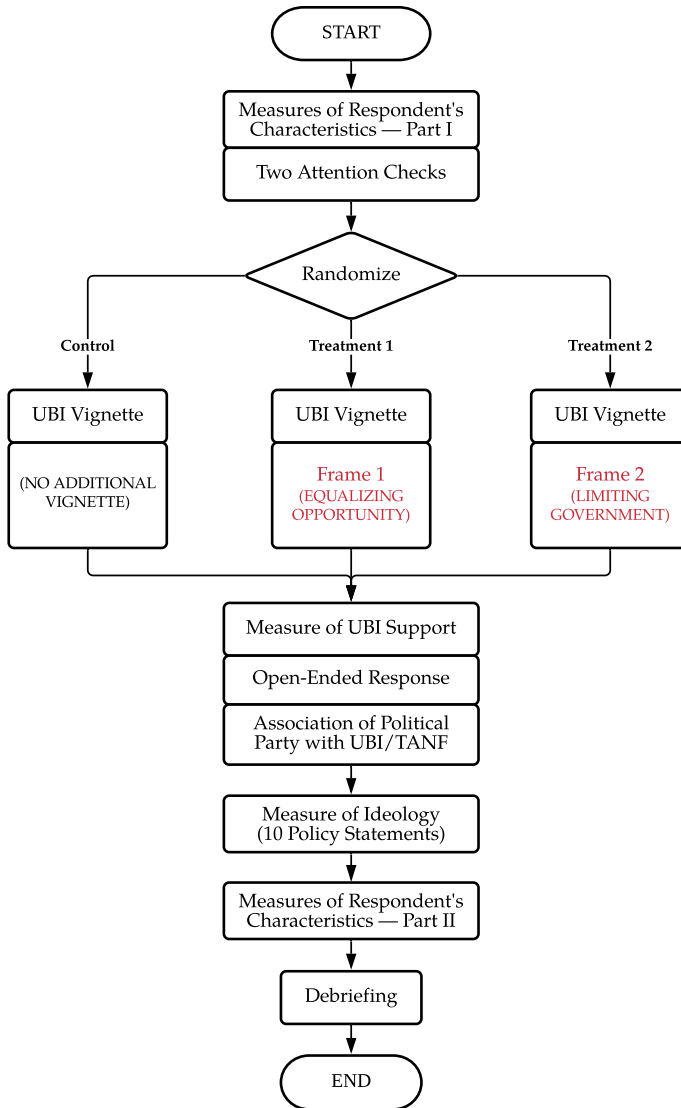 START
Measures of Respondent's
Characteristics — Part I
Two Attention Checks
Randomize
Control
Treatment 1
Treatment 2
UBI Vignette
(NO ADDITIONAL
VIGNETTE)
UBI Vignette
Frame 1
(EQUALIZING
OPPORTUNITY)
UBI Vignette
Frame 2
(LIMITING
GOVERNMENT)
Measure of UBI Support
Open-Ended Response
Association of Political
Party with UBI/TANF
Measure of Ideology
(10 Policy Statements)
Measures of Respondent's
Characteristics — Part II
Debriefing
END